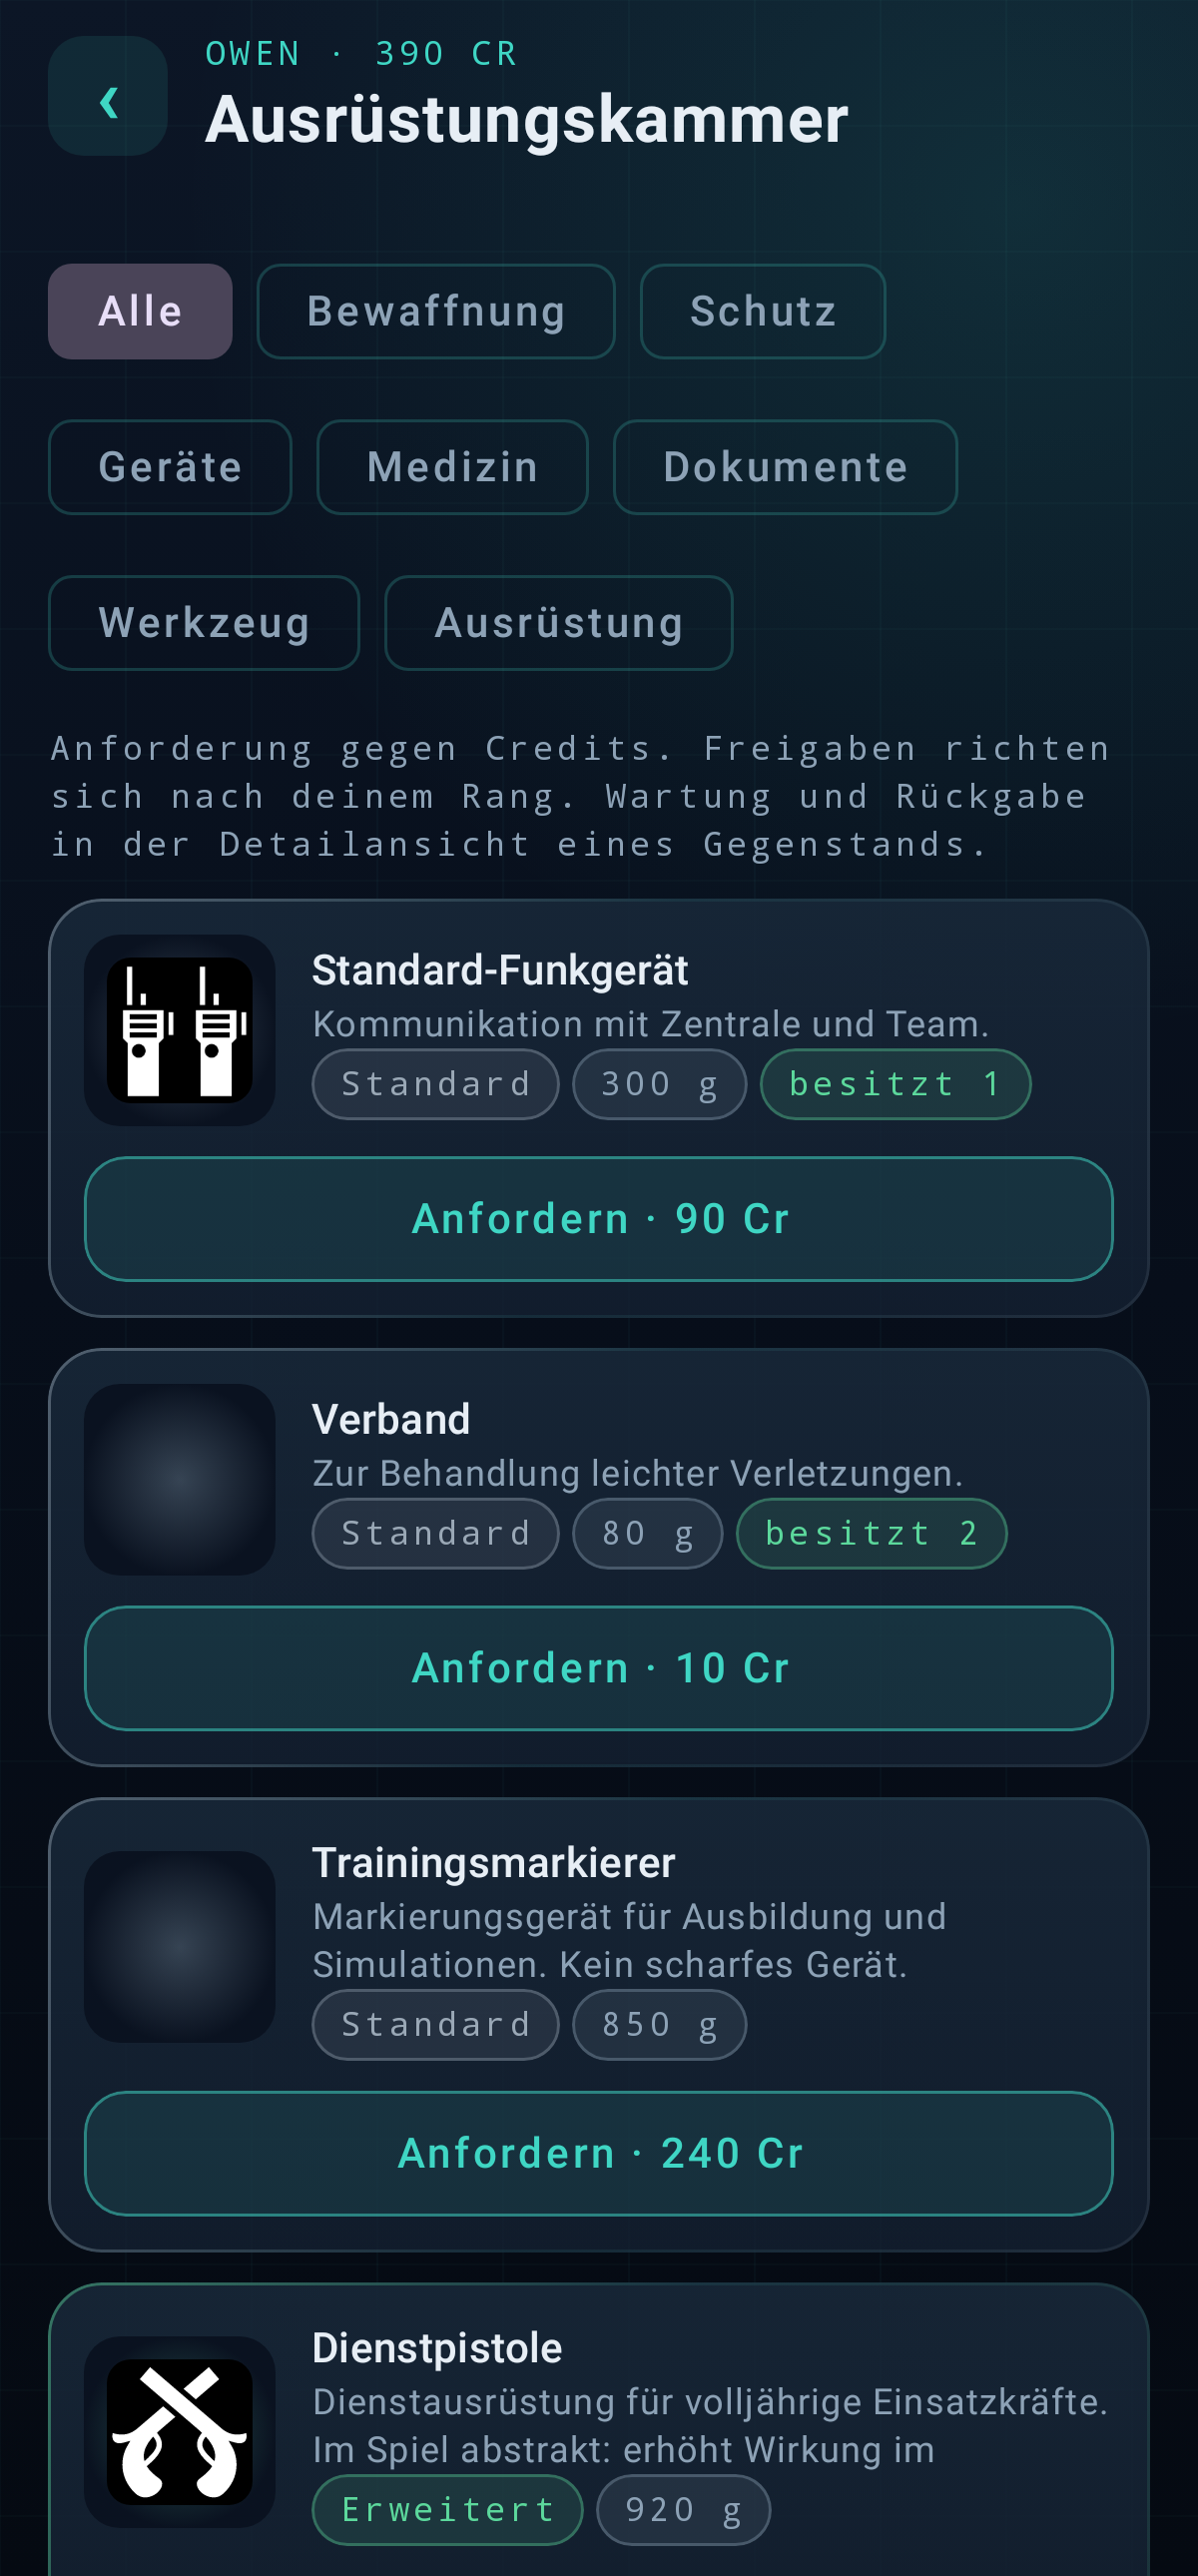 OWEN · 390 CR
Ausrüstungskammer
Alle
Bewaffnung
Schutz
Geräte
Medizin
Dokumente
Werkzeug
Ausrüstung
Anforderung gegen Credits. Freigaben richten
sich nach deinem Rang. Wartung und Rückgabe
in der Detailansicht eines Gegenstands.
Standard-Funkgerät
Kommunikation mit Zentrale und Team.
Standard
300 g
besitzt 1
Anfordern · 90 Cr
Verband
Zur Behandlung leichter Verletzungen.
Standard
80 g
besitzt 2
Anfordern · 10 Cr
Trainingsmarkierer
Markierungsgerät für Ausbildung und
Simulationen. Kein scharfes Gerät.
Standard
850 g
Anfordern · 240 Cr
Dienstpistole
Dienstausrüstung für volljährige Einsatzkräfte.
Im Spiel abstrakt: erhöht Wirkung im
Erweitert
920 g